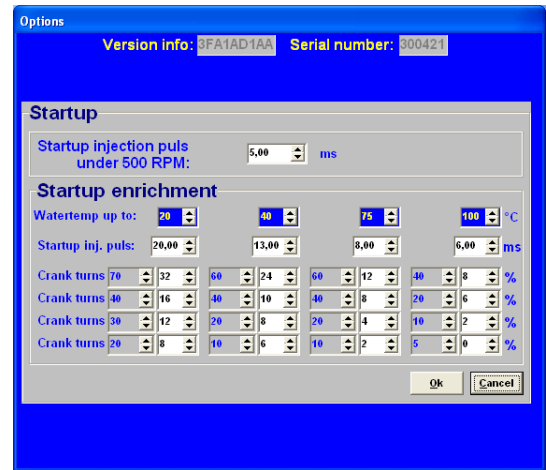 Options
Version info: 3FA1AD1AA Serial number: 300421
Startup
Startup injection puls
under 500 RPM: 5,00 ms
Startup enrichment
Watertemp up to: 20 40 75 100 °C
Startup inj. puls: 20,00 13,00 8,00 6,00 ms
Crank turns 70 32 60 24 60 12 40 8 %
Crank turns 40 16 40 10 40 8 20 6 %
Crank turns 30 12 20 8 20 4 10 2 %
Crank turns 20 8 10 6 10 2 5 0 %
Ok Cancel